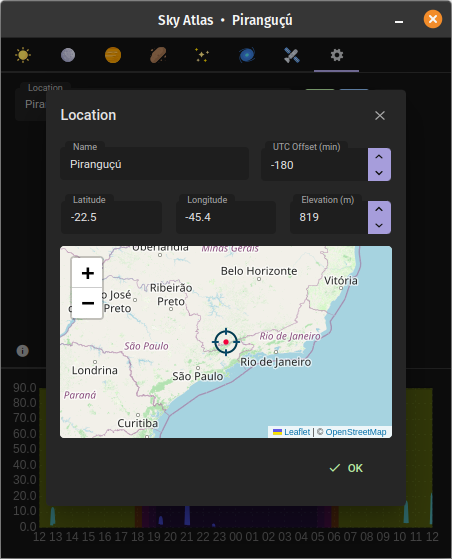 Sky Atlas • Piranguçú
Location
Pira
Location
Name
Piranguçú
UTC Offset (min)
-180
Latitude
-22.5
Longitude
-45.4
Elevation (m)
819
+
−
Uberlândia
Minas Gerais
Belo Horizonte
Vitória
São José
do Rio Preto
Ribeirão
Preto
São Paulo
Rio de Janeiro
Londrina
São Paulo
Rio de Janeiro
Paraná
Curitiba
Leaflet | © OpenStreetMap
OK
90.0
80.0
70.0
60.0
50.0
40.0
30.0
20.0
10.0
0.0
12 13 14 15 16 17 18 19 20 21 22 23 00 01 02 03 04 05 06 07 08 09 10 11 12